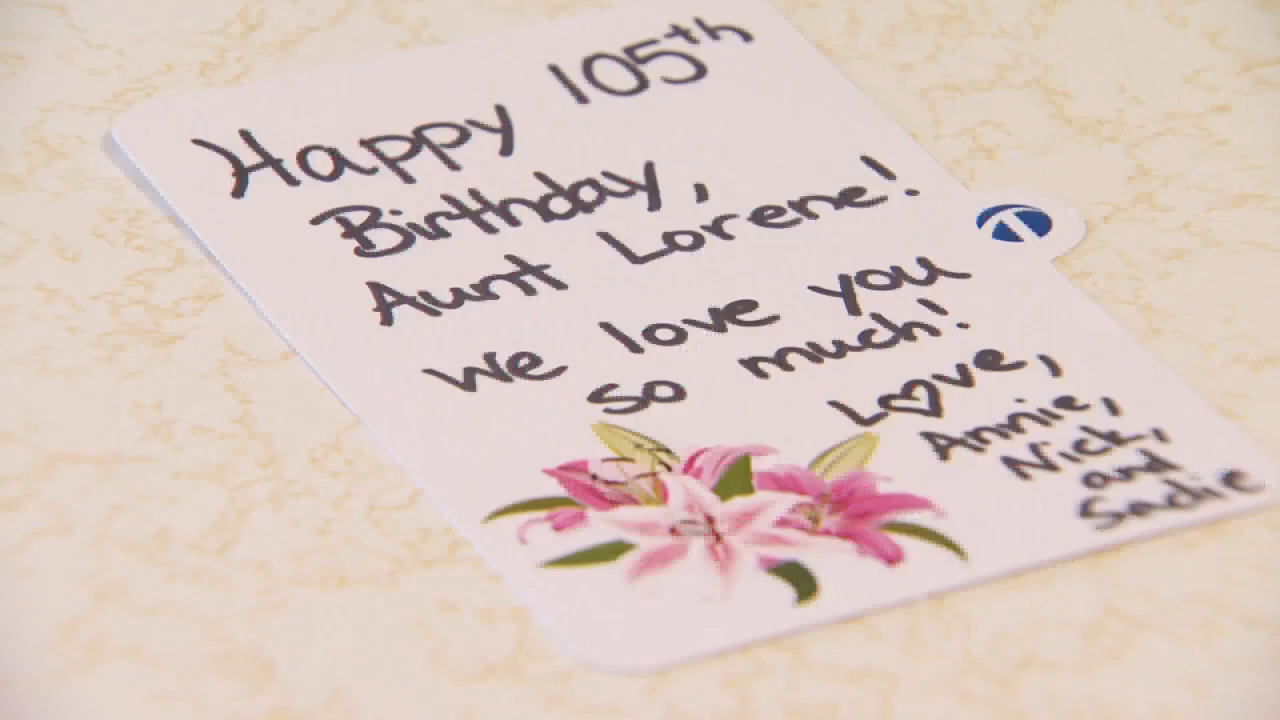 Happy 105th
Birthday,
Aunt Lorene!
We love you
so much!
Love,
Annie,
Nick,
and
Sadie